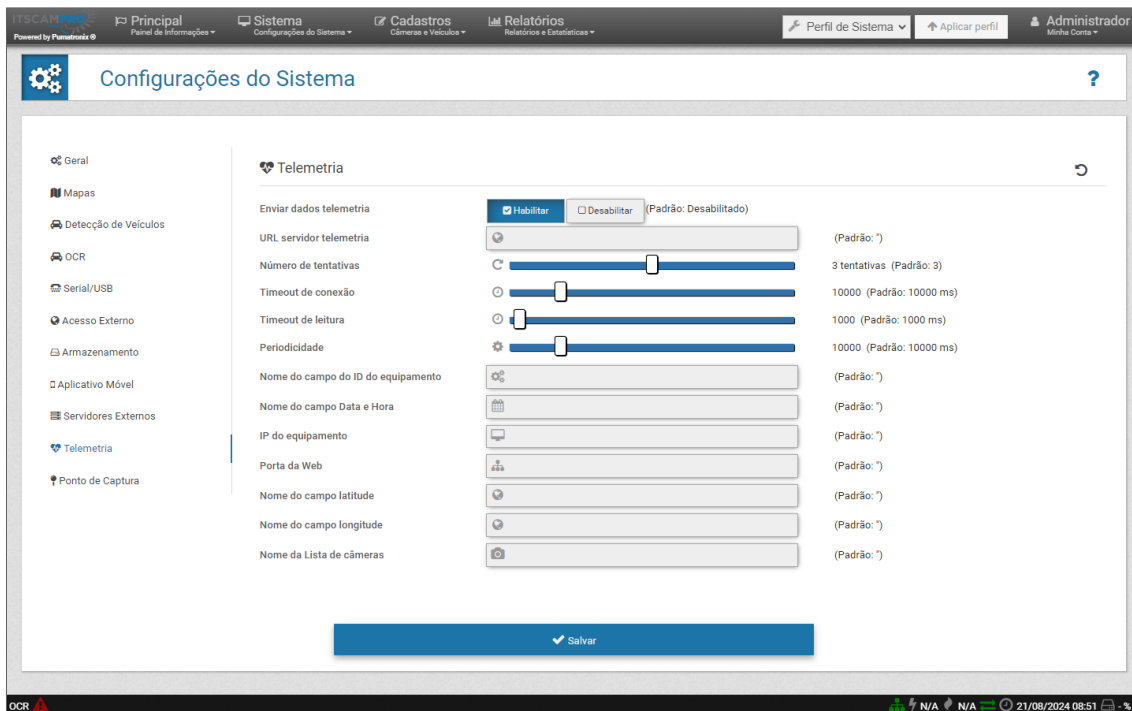 ITSCAMPRO
Powered by Pumatronix ®
Principal
Painel de Informações
Sistema
Configurações do Sistema
Cadastros
Câmeras e Veículos
Relatórios
Relatórios e Estatísticas
Perfil de Sistema
Aplicar perfil
Administrador
Minha Conta
Configurações do Sistema
?
Geral
Mapas
Detecção de Veículos
OCR
Serial/USB
Acesso Externo
Armazenamento
Aplicativo Móvel
Servidores Externos
Telemetria
Ponto de Captura
Telemetria
Enviar dados telemetria Habilitar Desabilitar (Padrão: Desabilitado)
URL servidor telemetria (Padrão: '')
Número de tentativas 3 tentativas (Padrão: 3)
Timeout de conexão 10000 (Padrão: 10000 ms)
Timeout de leitura 1000 (Padrão: 1000 ms)
Periodicidade 10000 (Padrão: 10000 ms)
Nome do campo do ID do equipamento (Padrão: '')
Nome do campo Data e Hora (Padrão: '')
IP do equipamento (Padrão: '')
Porta da Web (Padrão: '')
Nome do campo latitude (Padrão: '')
Nome do campo longitude (Padrão: '')
Nome da Lista de câmeras (Padrão: '')
Salvar
OCR N/A N/A 21/08/2024 08:51 - %